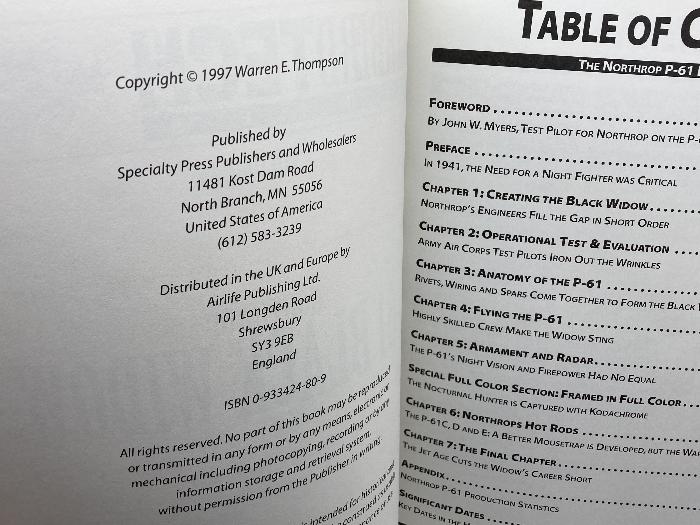 Copyright © 1997 Warren E. Thompson
Published by
Specialty Press Publishers and Wholesalers
11481 Kost Dam Road
North Branch, MN 55056
United States of America
(612) 583-3239
Distributed in the UK and Europe by
Airlife Publishing Ltd.
101 Longden Road
Shrewsbury
SY3 9EB
England
ISBN 0-933424-80-9
All rights reserved. No part of this book may be reproduced
or transmitted in any form or by any means, electronic or
mechanical including photocopying, recording or by any
information storage and retrieval system,
without permission from the Publisher in writing.
is intended for historical
TABLE OF C
THE NORTHROP P-61
FOREWORD
BY JOHN W. MYERS, TEST PILOT FOR NORTHROP ON THE P-
PREFACE
IN 1941, THE NEED FOR A NIGHT FIGHTER WAS CRITICAL
CHAPTER 1: CREATING THE BLACK WIDOW
NORTHROP'S ENGINEERS FILL THE GAP IN SHORT ORDER
CHAPTER 2: OPERATIONAL TEST & EVALUATION
ARMY AIR CORPS TEST PILOTS IRON OUT THE WRINKLES
CHAPTER 3: ANATOMY OF THE P-61
RIVETS, WIRING AND SPARS COME TOGETHER TO FORM THE BLACK
CHAPTER 4: FLYING THE P-61
HIGHLY SKILLED CREW MAKE THE WIDOW STING
CHAPTER 5: ARMAMENT AND RADAR
THE P-61'S NIGHT VISION AND FIREPOWER HAD NO EQUAL
SPECIAL FULL COLOR SECTION: FRAMED IN FULL COLOR
THE NOCTURNAL HUNTER IS CAPTURED WITH KODACHROME
CHAPTER 6: NORTHROPS HOT RODS
THE P-61C, D AND E: A BETTER MOUSETRAP IS DEVELOPED, BUT THE WAR
CHAPTER 7: THE FINAL CHAPTER
THE JET AGE CUTS THE WIDOW'S CAREER SHORT
APPENDIX
NORTHROP P-61 PRODUCTION STATISTICS
SIGNIFICANT DATES
KEY DATES IN THE H